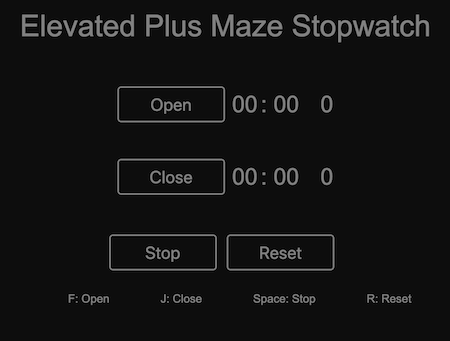 Elevated Plus Maze Stopwatch
Open 00: 00 0
Close 00: 00 0
Stop Reset
F: Open J: Close Space: Stop R: Reset